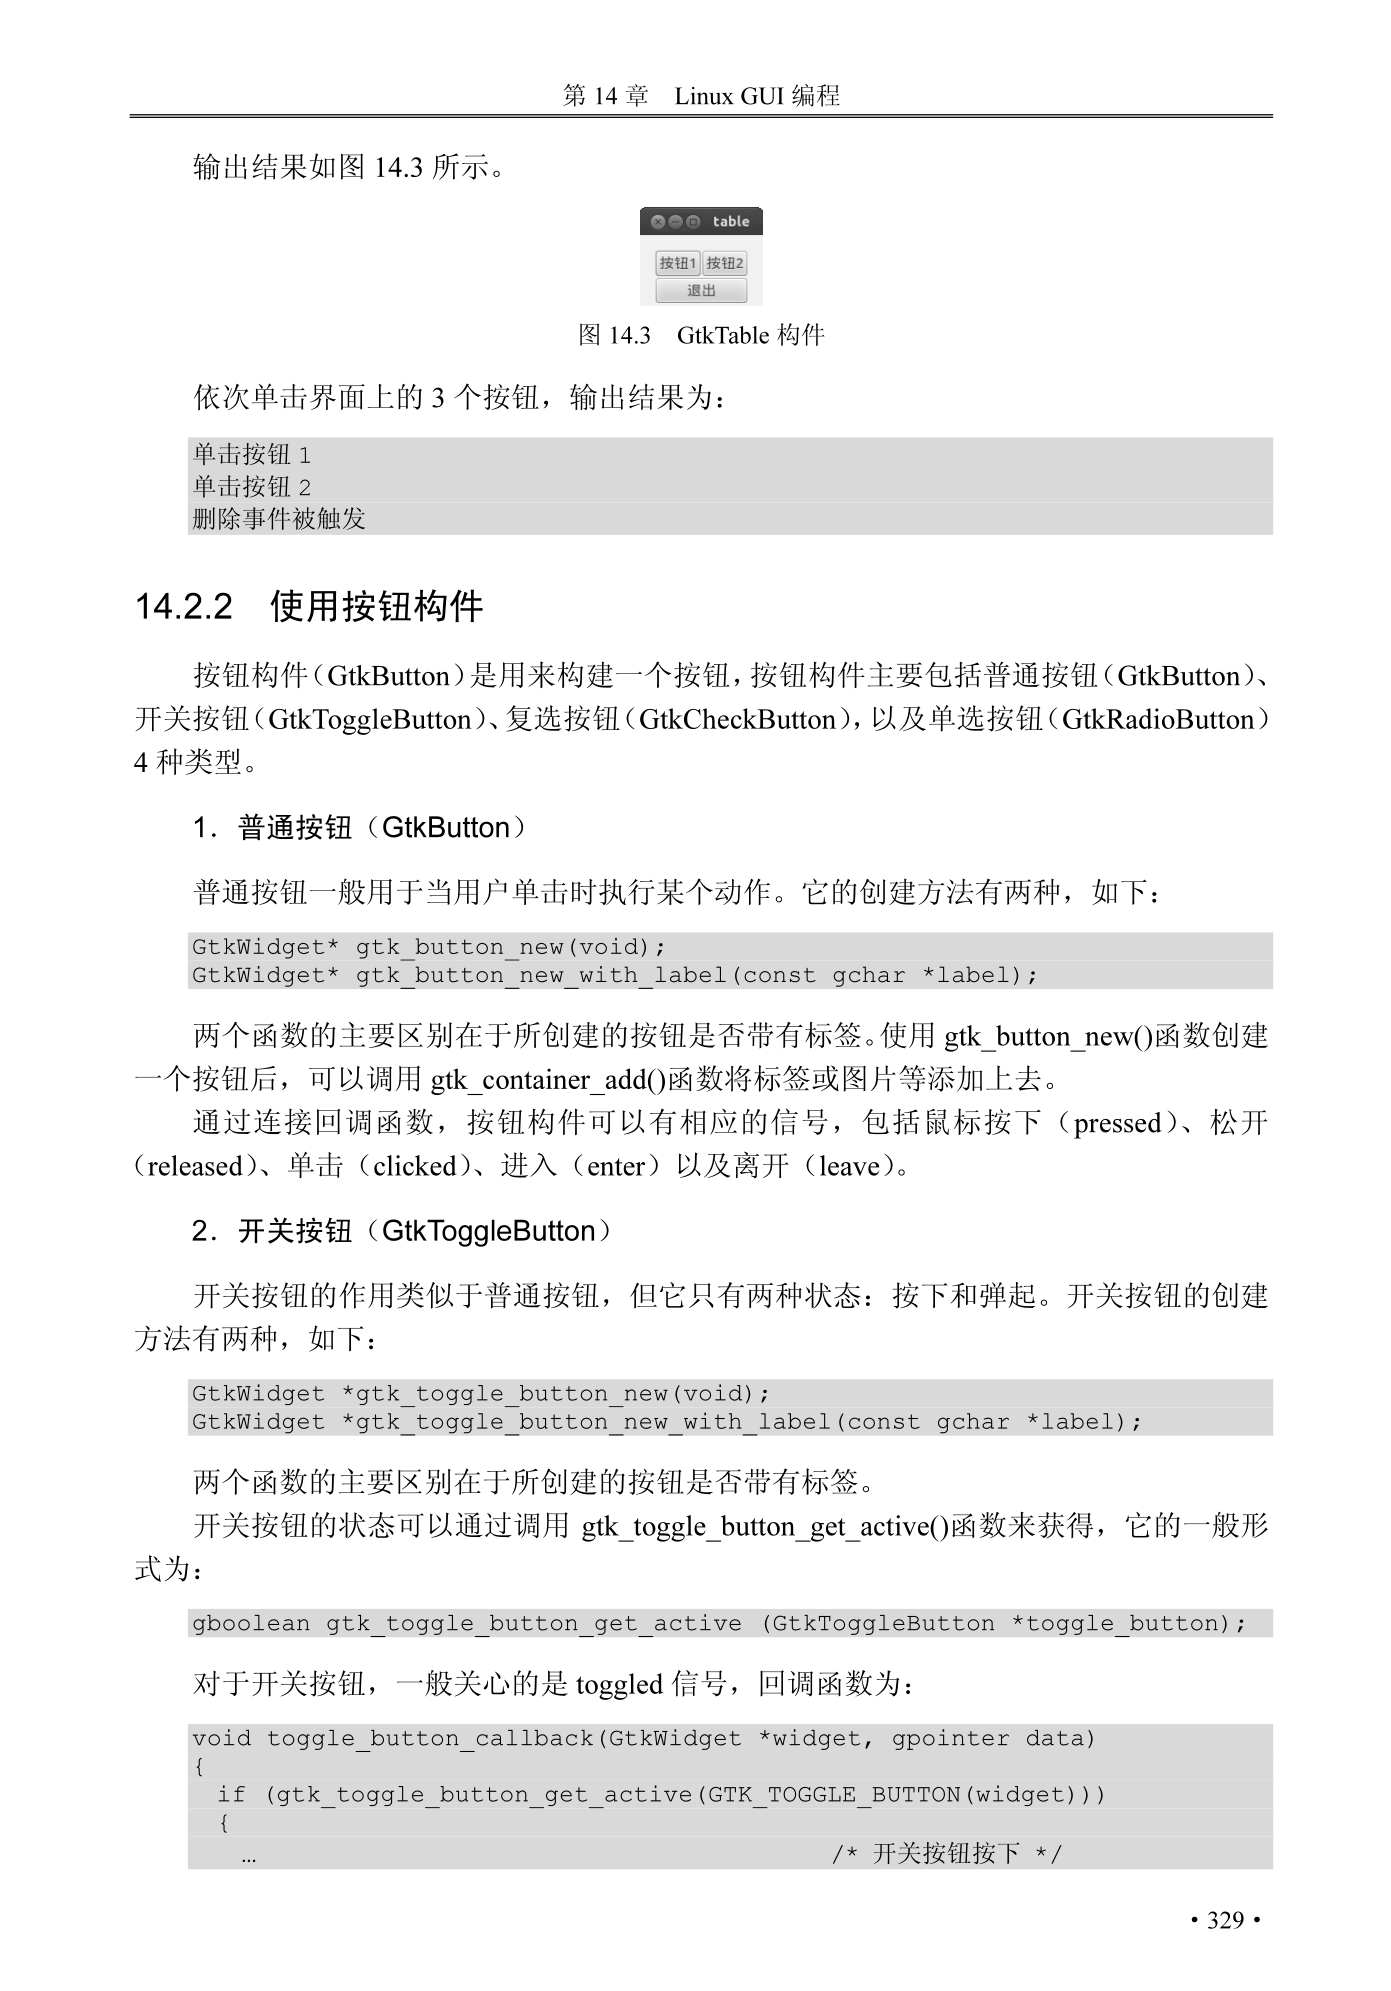 第 14 章 Linux GUI 编程
输出结果如图 14.3 所示。
table
按钮1 按钮2
退出
图 14.3 GtkTable 构件
依次单击界面上的 3 个按钮，输出结果为：
单击按钮 1
单击按钮 2
删除事件被触发
14.2.2 使用按钮构件
按钮构件（GtkButton）是用来构建一个按钮，按钮构件主要包括普通按钮（GtkButton）、
开关按钮（GtkToggleButton）、复选按钮（GtkCheckButton），以及单选按钮（GtkRadioButton）
4 种类型。
1．普通按钮（GtkButton）
普通按钮一般用于当用户单击时执行某个动作。它的创建方法有两种，如下：
GtkWidget* gtk_button_new(void);
GtkWidget* gtk_button_new_with_label(const gchar *label);
两个函数的主要区别在于所创建的按钮是否带有标签。使用 gtk_button_new()函数创建
一个按钮后，可以调用 gtk_container_add()函数将标签或图片等添加上去。
通过连接回调函数，按钮构件可以有相应的信号，包括鼠标按下（pressed）、松开
（released）、单击（clicked）、进入（enter）以及离开（leave）。
2．开关按钮（GtkToggleButton）
开关按钮的作用类似于普通按钮，但它只有两种状态：按下和弹起。开关按钮的创建
方法有两种，如下：
GtkWidget *gtk_toggle_button_new(void);
GtkWidget *gtk_toggle_button_new_with_label(const gchar *label);
两个函数的主要区别在于所创建的按钮是否带有标签。
开关按钮的状态可以通过调用 gtk_toggle_button_get_active()函数来获得，它的一般形
式为：
gboolean gtk_toggle_button_get_active (GtkToggleButton *toggle_button);
对于开关按钮，一般关心的是 toggled 信号，回调函数为：
void toggle_button_callback(GtkWidget *widget, gpointer data)
{
if (gtk_toggle_button_get_active(GTK_TOGGLE_BUTTON(widget)))
{
… /* 开关按钮按下 */
• 329 •